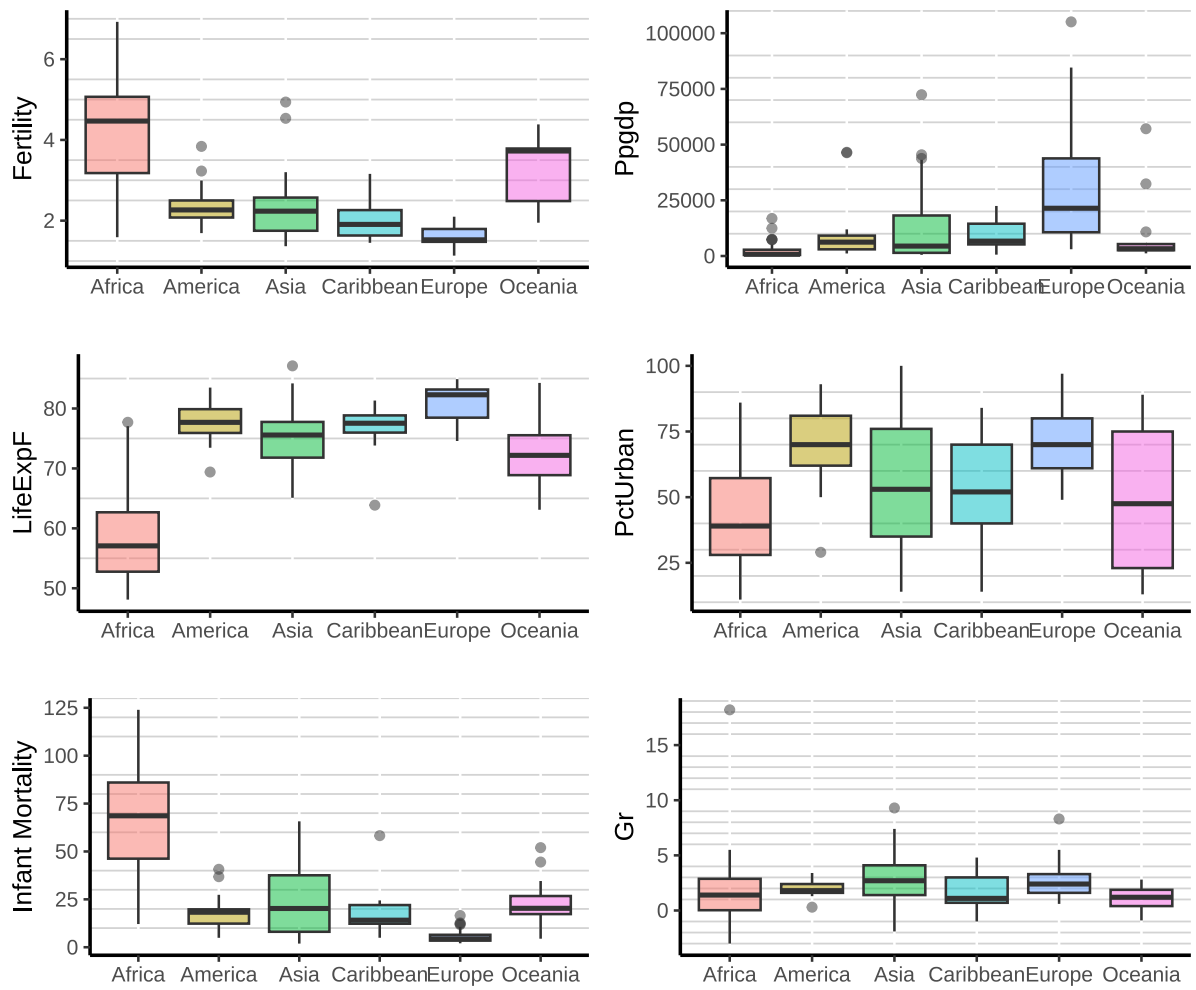 Fertility
6
4
2
Africa America Asia Caribbean Europe Oceania
Ppgdp
100000
75000
50000
25000
0
Africa America Asia Caribbean Europe Oceania
LifeExpF
80
70
60
50
Africa America Asia Caribbean Europe Oceania
PctUrban
100
75
50
25
Africa America Asia Caribbean Europe Oceania
Infant Mortality
125
100
75
50
25
0
Africa America Asia Caribbean Europe Oceania
Gr
15
10
5
0
Africa America Asia Caribbean Europe Oceania